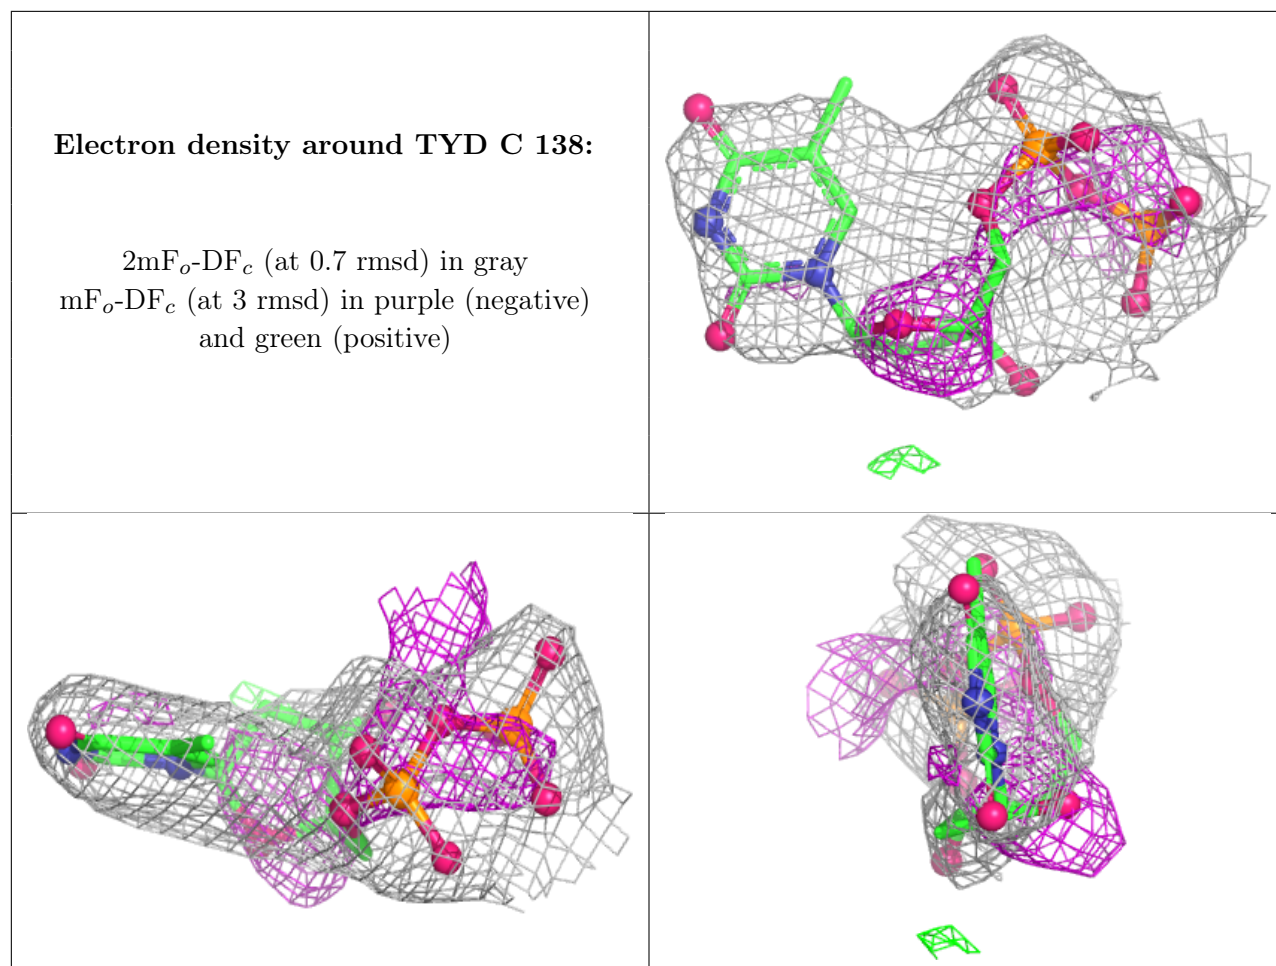 Electron density around TYD C 138:
2mFo-DFc (at 0.7 rmsd) in gray
mFo-DFc (at 3 rmsd) in purple (negative)
and green (positive)